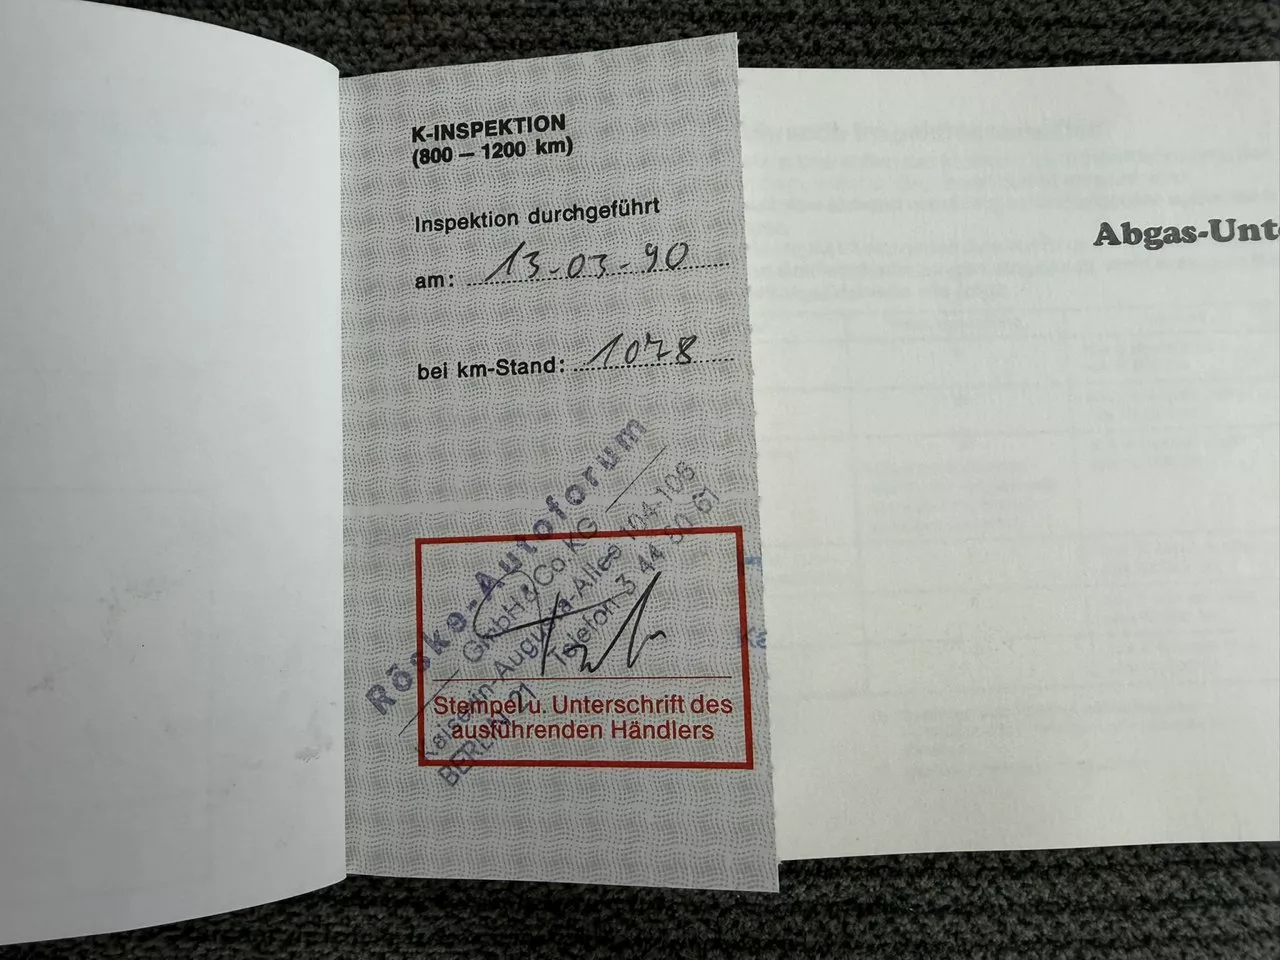 K-INSPEKTION
(800 – 1200 km)
Inspektion durchgeführt
am: 13-03-90
bei km-Stand: 1078
Röske-Autoforum
GmbH & Co KG
Kaiserin-Augusta-Allee 104-106
BERLIN 21 Telefon 3 44 50 61
Stempel u. Unterschrift des
ausführenden Händlers
Abgas-Unt